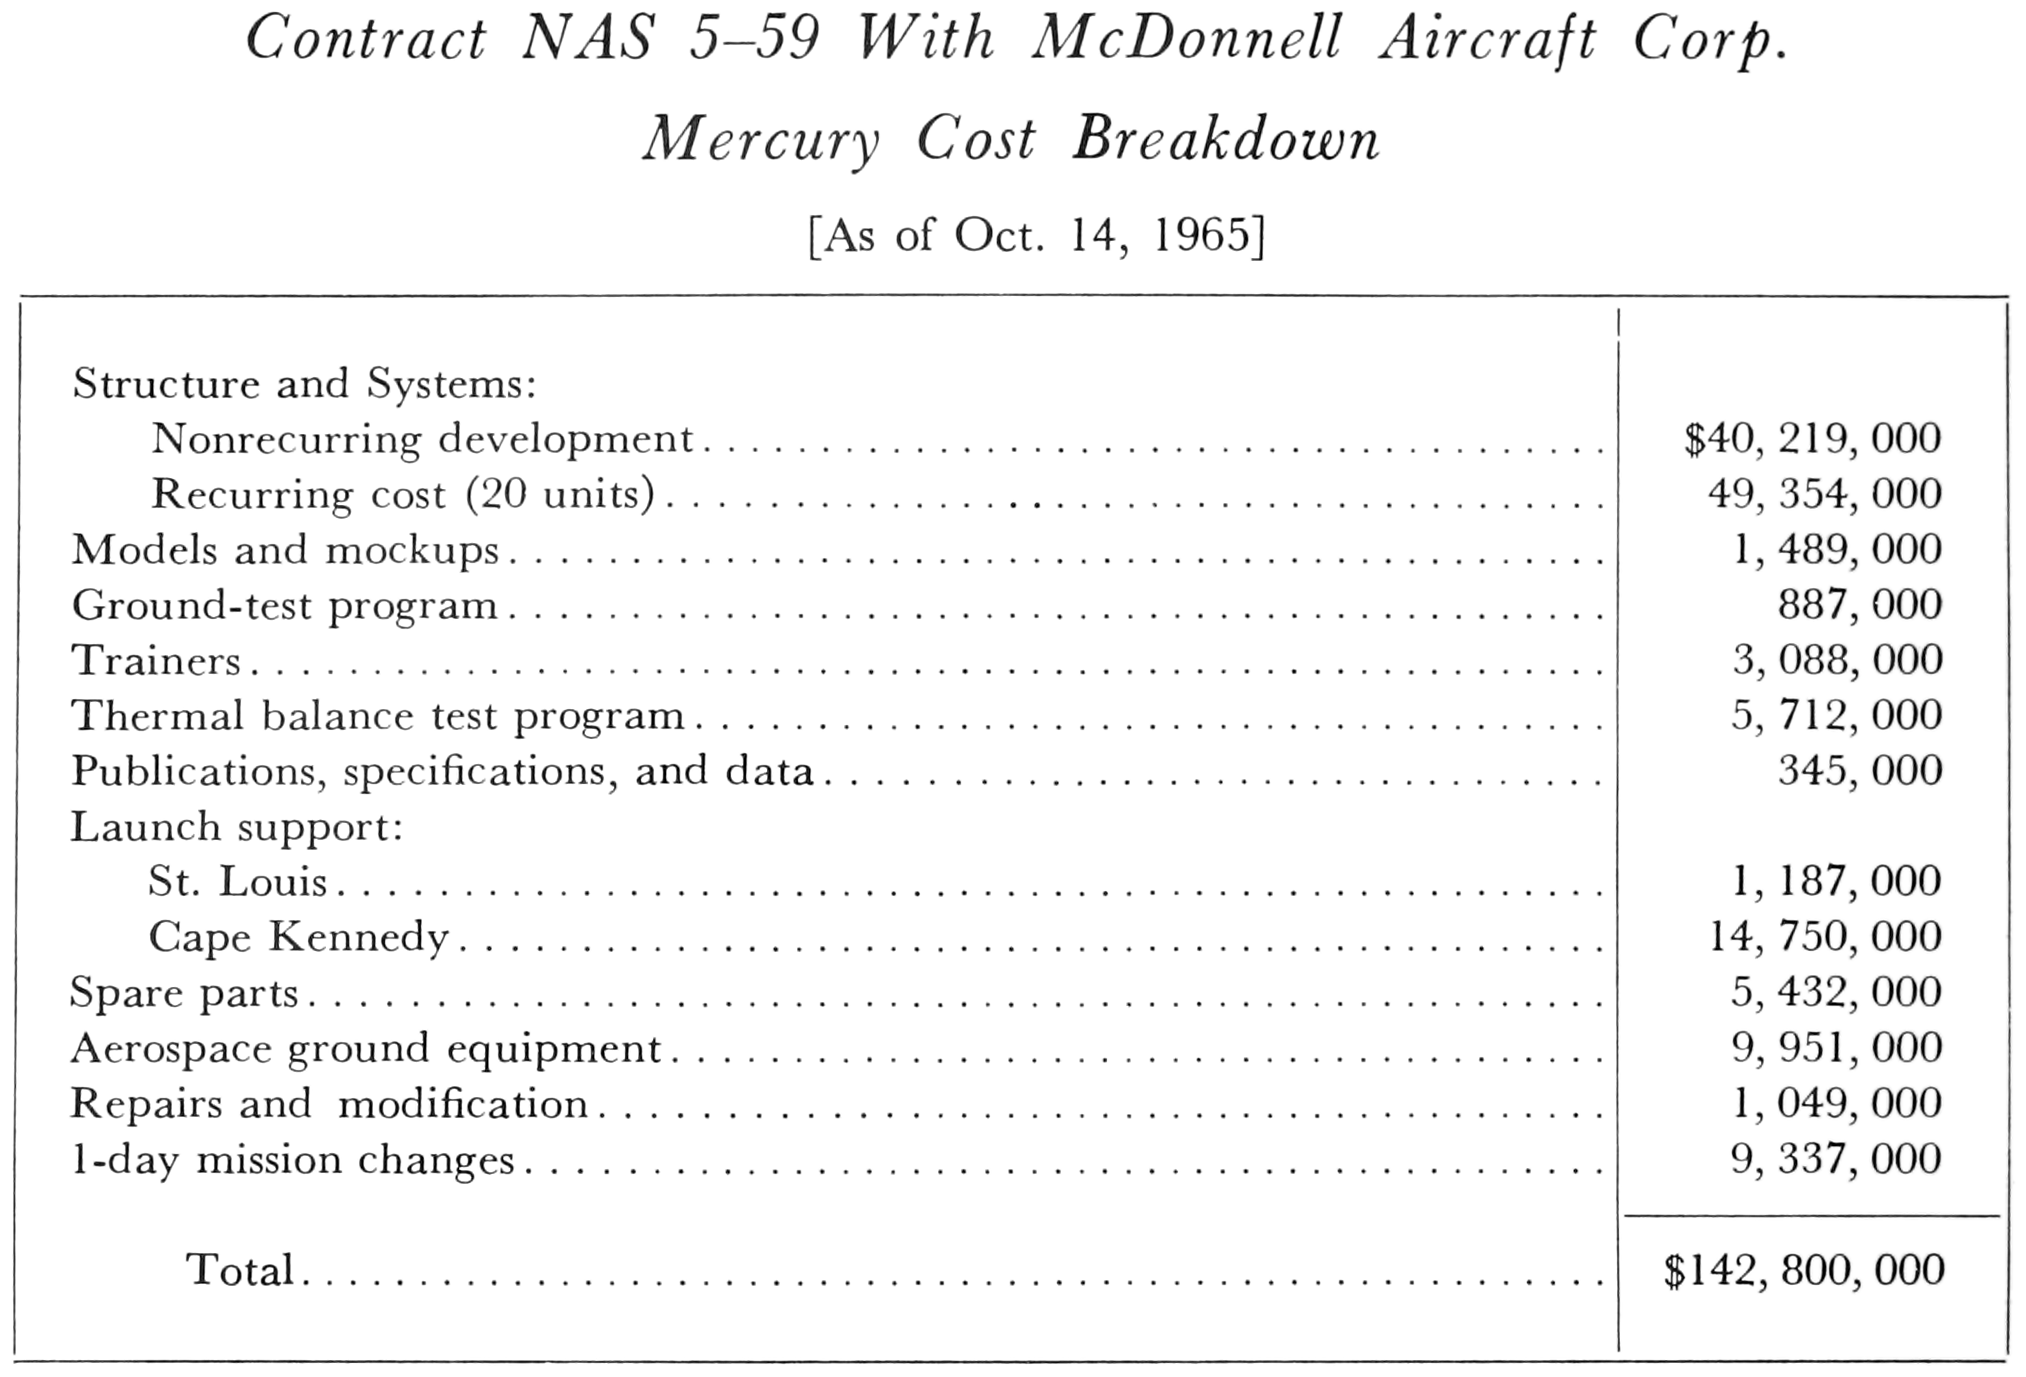 Contract NAS 5–59 With McDonnell Aircraft Corp.
Mercury Cost Breakdown
[As of Oct. 14, 1965]
Structure and Systems:
Nonrecurring development $40, 219, 000
Recurring cost (20 units) 49, 354, 000
Models and mockups 1, 489, 000
Ground-test program 887, 000
Trainers 3, 088, 000
Thermal balance test program 5, 712, 000
Publications, specifications, and data 345, 000
Launch support:
St. Louis 1, 187, 000
Cape Kennedy 14, 750, 000
Spare parts 5, 432, 000
Aerospace ground equipment 9, 951, 000
Repairs and modification 1, 049, 000
1-day mission changes 9, 337, 000
Total $142, 800, 000